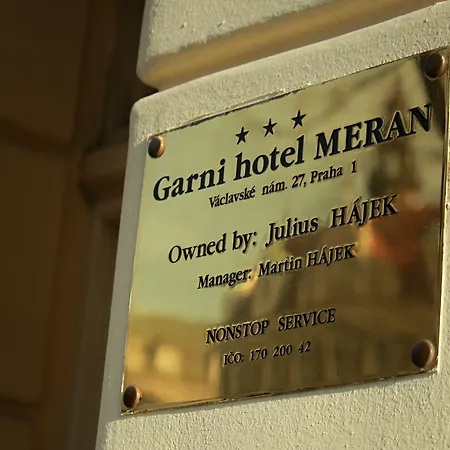 ★ ★ ★
Garni hotel MERAN
Václavské nám. 27, Praha 1
Owned by: Julius HÁJEK
Manager: Martin HÁJEK
NONSTOP SERVICE
IČO: 170 200 42